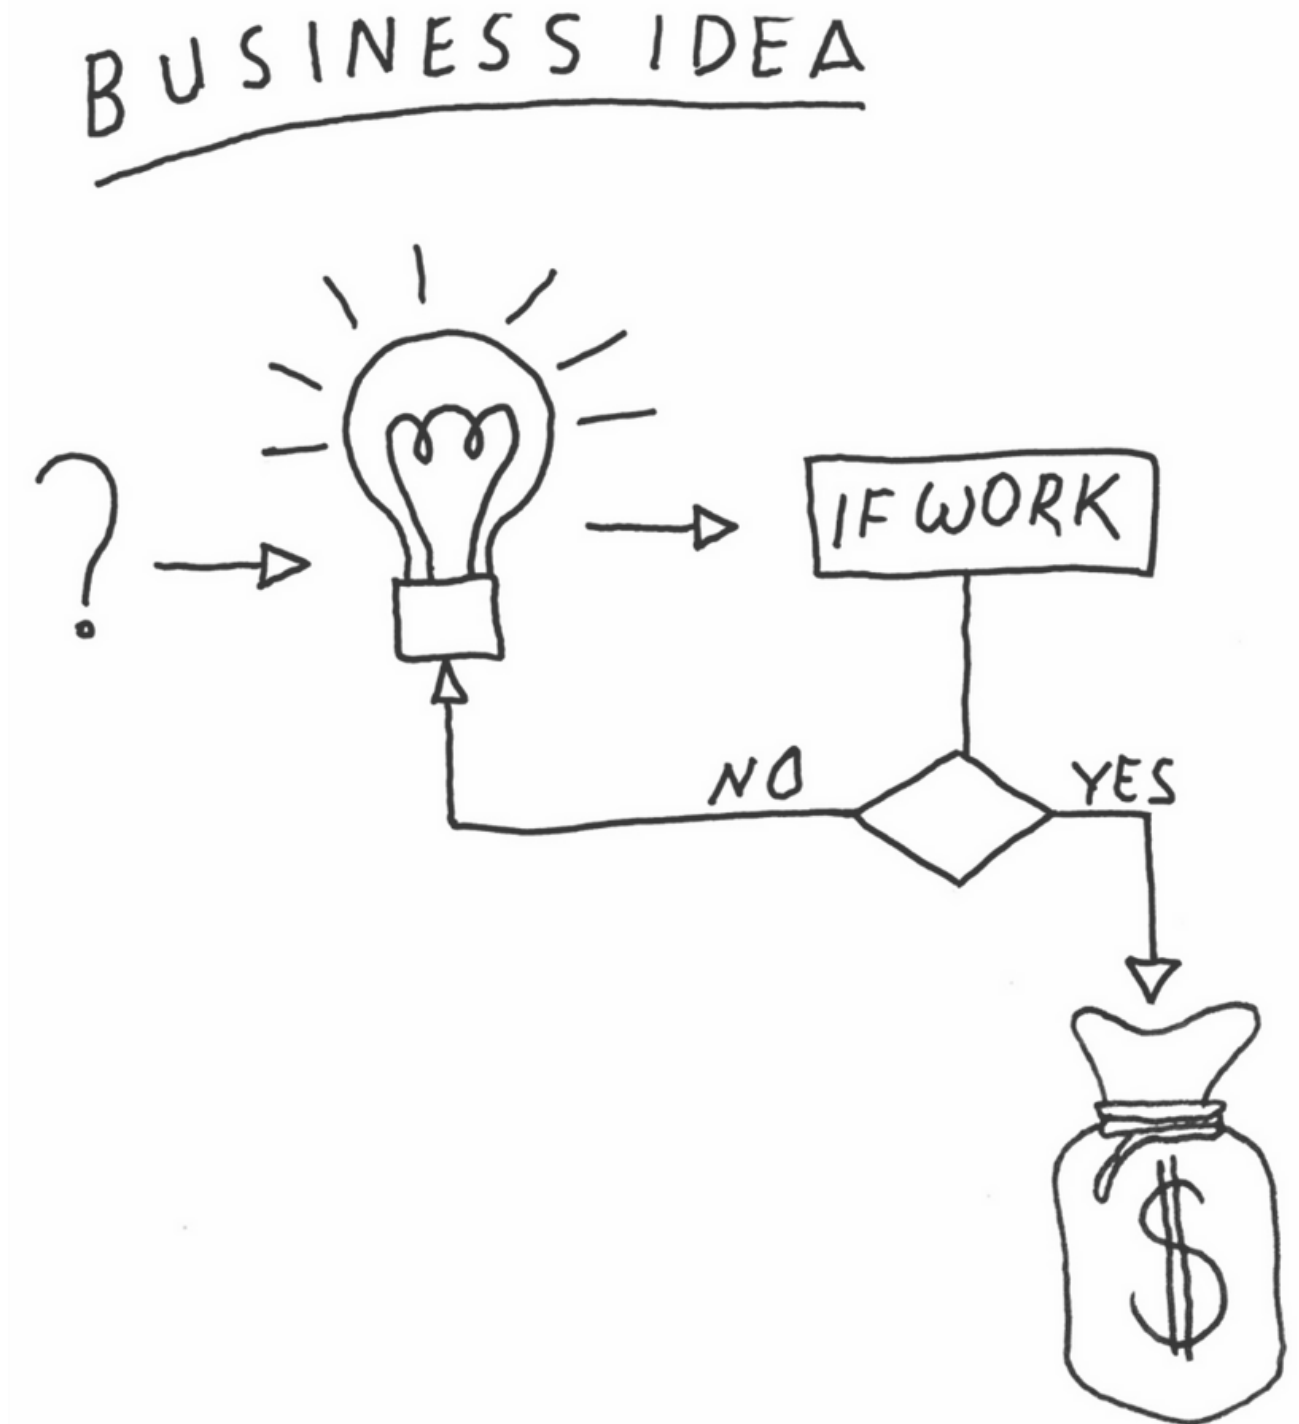 BUSINESS IDEA
?
IF WORK
NO
YES
$